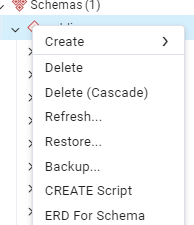 Schemas (1)
Create
Delete
Delete (Cascade)
Refresh...
Restore...
Backup...
CREATE Script
ERD For Schema